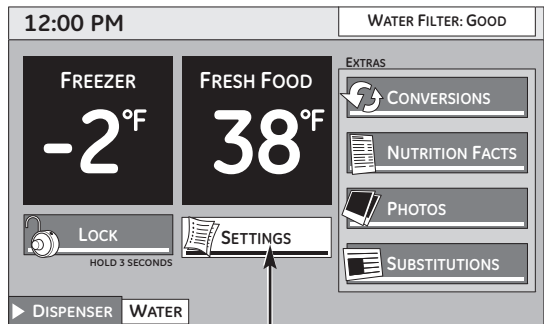 12:00 PM
WATER FILTER: GOOD
FREEZER
-2°F
FRESH FOOD
38°F
LOCK
HOLD 3 SECONDS
SETTINGS
EXTRAS
CONVERSIONS
NUTRITION FACTS
PHOTOS
SUBSTITUTIONS
DISPENSER WATER